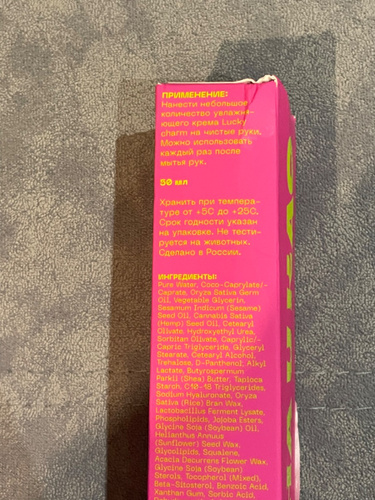 ПРИМЕНЕНИЕ:
Нанести небольшое
количество увлажня-
ющего крема Lucky
charm на чистые руки.
Можно использовать
каждый раз после
мытья рук.
50 мл
Хранить при темпера-
туре от +5С до +25С.
Срок годности указан
на упаковке. Не тести-
руется на животных.
Сделано в России.
ИНГРЕДИЕНТЫ:
Pure Water, Coco-Caprylate/-
Caprate, Oryza Sativa Germ
Oil, Vegetable Glycerin,
Sesamum Indicum (Sesame)
Seed Oil, Cannabis Sativa
(Hemp) Seed Oil, Cetearyl
Olivate, Hydroxyethyl Urea,
Sorbitan Olivate, Caprylic/-
Capric Triglyceride, Glyceryl
Stearate, Cetearyl Alcohol,
Trehalose, D-Panthenol, Alkyl
Lactate, Butyrospermum
Parkii (Shea) Butter, Tapioca
Starch, C10-18 Triglycerides,
Sodium Hyaluronate, Oryza
Sativa (Rice) Bran Wax,
Lactobacillus Ferment Lysate,
Phospholipids, Jojoba Esters,
Glycine Soja (Soybean) Oil,
Helianthus Annuus
(Sunflower) Seed Wax,
Glycolipids, Squalene,
Acacia Decurrens Flower Wax,
Glycine Soja (Soybean)
Sterols, Tocopherol (Mixed),
Beta-Sitosterol, Benzoic Acid,
Xanthan Gum, Sorbic Acid,